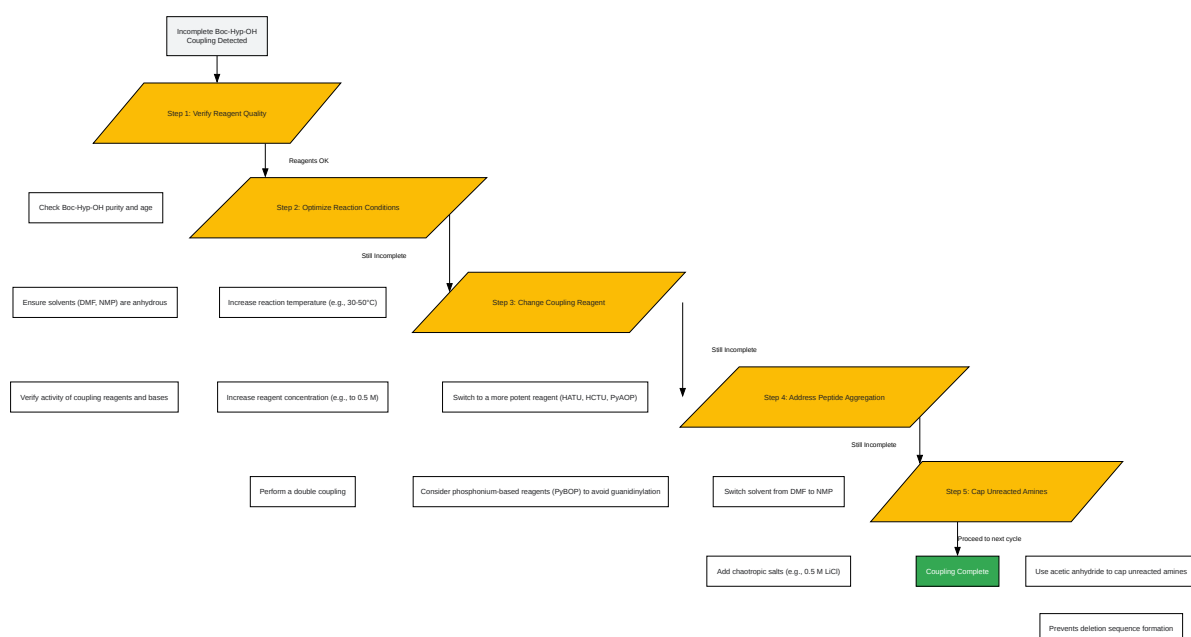 Incomplete Boc-Hyp-OH
Coupling Detected
Step 1: Verify Reagent Quality
Reagents OK
Check Boc-Hyp-OH purity and age
Step 2: Optimize Reaction Conditions
Still Incomplete
Ensure solvents (DMF, NMP) are anhydrous
Increase reaction temperature (e.g., 30-50°C)
Step 3: Change Coupling Reagent
Still Incomplete
Verify activity of coupling reagents and bases
Increase reagent concentration (e.g., to 0.5 M)
Switch to a more potent reagent (HATU, HCTU, PyAOP)
Step 4: Address Peptide Aggregation
Still Incomplete
Perform a double coupling
Consider phosphonium-based reagents (PyBOP) to avoid guanidinylation
Switch solvent from DMF to NMP
Step 5: Cap Unreacted Amines
Proceed to next cycle
Add chaotropic salts (e.g., 0.5 M LiCl)
Coupling Complete
Use acetic anhydride to cap unreacted amines
Prevents deletion sequence formation